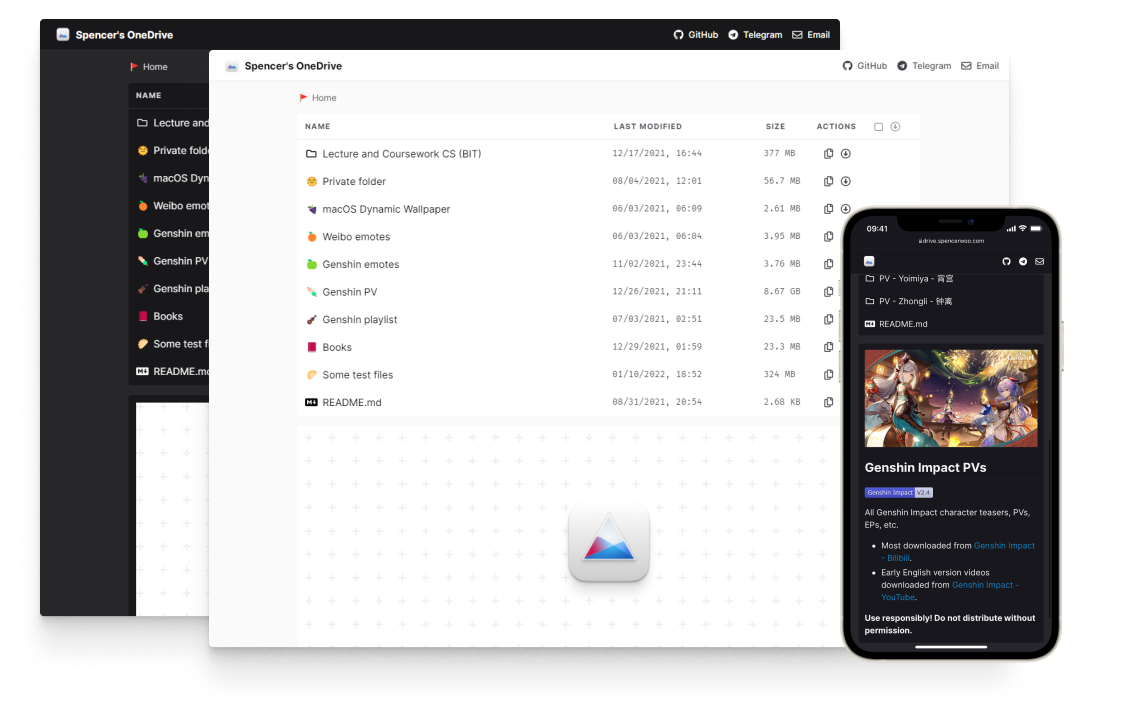 Spencer's OneDrive
GitHub Telegram Email
Home
NAME
Lecture and
Private folde
macOS Dyn
Weibo emot
Genshin em
Genshin PV
Genshin pla
Books
Some test fi
README.md
Spencer's OneDrive
GitHub Telegram Email
Home
NAME LAST MODIFIED SIZE ACTIONS
Lecture and Coursework CS (BIT) 12/17/2021, 16:44 377 MB
Private folder 08/04/2021, 12:01 56.7 MB
macOS Dynamic Wallpaper 06/03/2021, 06:09 2.61 MB
Weibo emotes 06/03/2021, 06:04 3.95 MB
Genshin emotes 11/02/2021, 23:44 3.76 MB
Genshin PV 12/26/2021, 21:11 8.67 GB
Genshin playlist 07/03/2021, 02:51 23.5 MB
Books 12/29/2021, 01:59 23.3 MB
Some test files 01/10/2022, 18:52 324 MB
M↓ README.md 08/31/2021, 20:54 2.68 KB
09:41
drive.spencerwoo.com
PV - Yoimiya - 宵宫
PV - Zhongli - 钟离
M↓ README.md
Genshin Impact PVs
Genshin Impact V2.4
All Genshin Impact character teasers, PVs,
EPs, etc.
• Most downloaded from Genshin Impact
- Bilibili.
• Early English version videos
downloaded from Genshin Impact -
YouTube.
Use responsibly! Do not distribute without
permission.